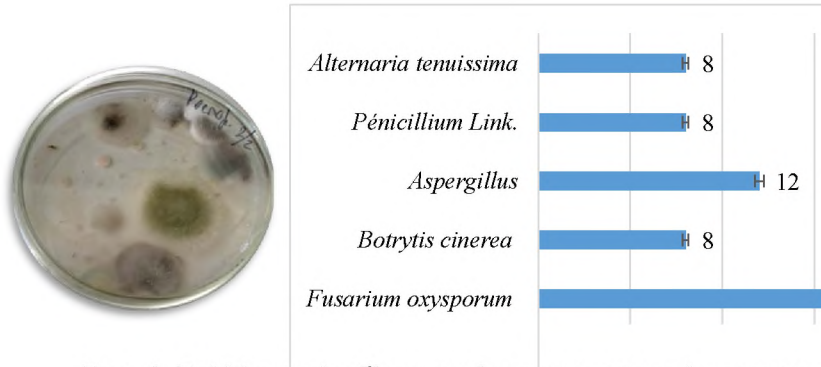 Alternaria tenuissima
8
Pénicillium Link.
8
Aspergillus
12
Botrytis cinerea
8
Fusarium oxysporum